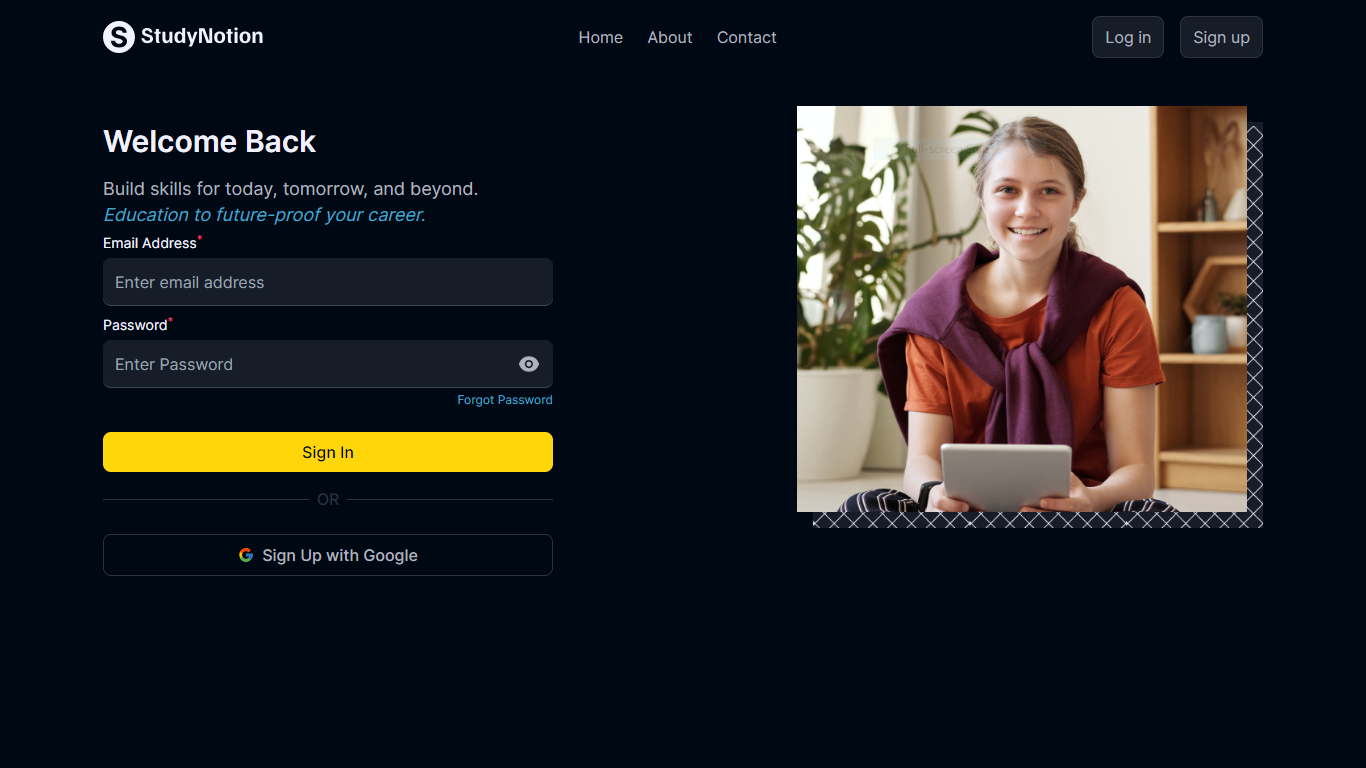 StudyNotion
Home About Contact
Log in Sign up
Welcome Back
Build skills for today, tomorrow, and beyond.
Education to future-proof your career.
Email Address*
Enter email address
Password*
Enter Password
Forgot Password
Sign In
OR
Sign Up with Google